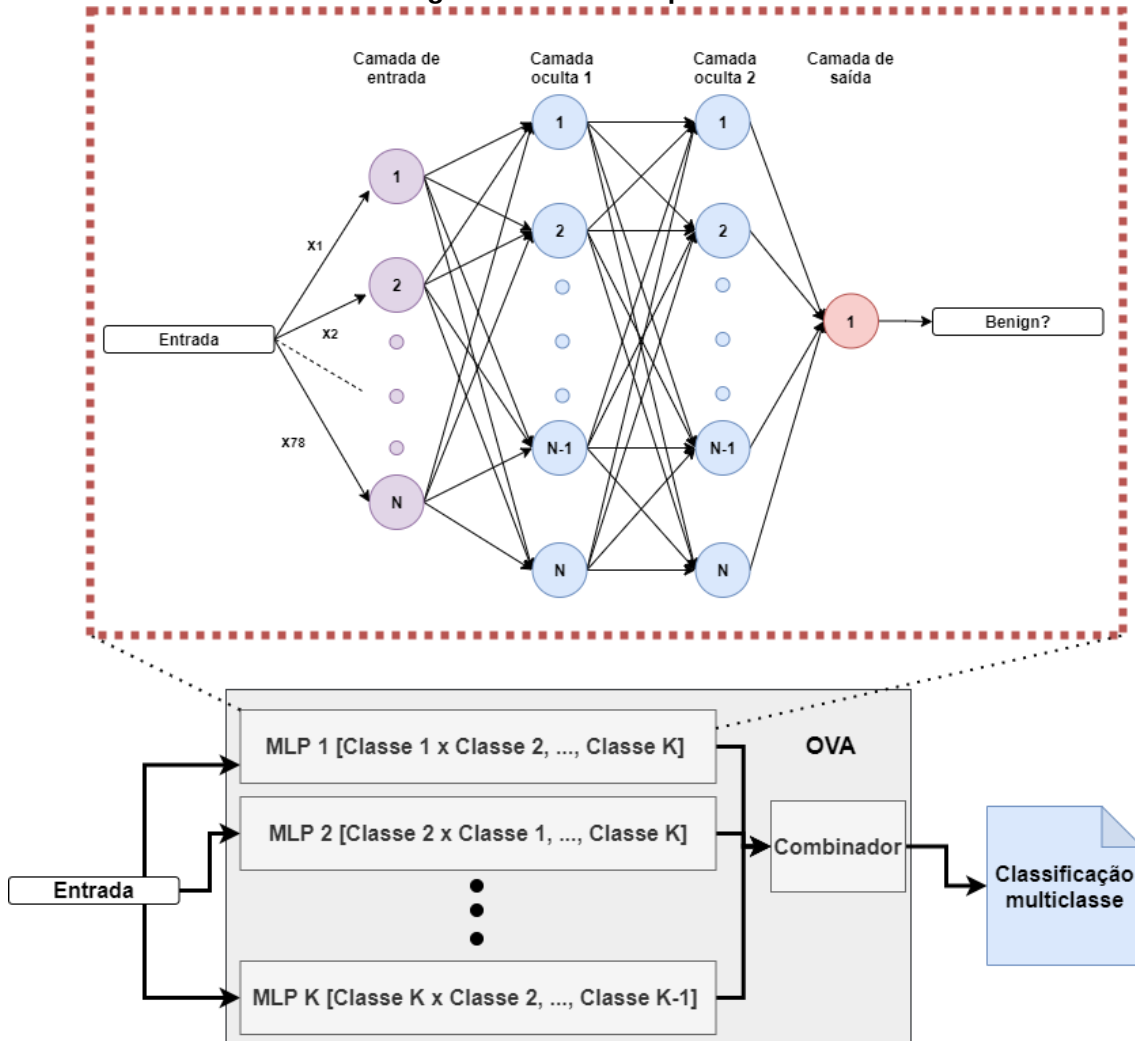 Camada de
entrada
Camada
oculta 1
Camada
oculta 2
Camada de
saída
1
1
1
2
2
2
X1
X2
X78
Entrada
1
Benign?
N-1
N-1
N
N
N
MLP 1 [Classe 1 x Classe 2, ..., Classe K]
OVA
MLP 2 [Classe 2 x Classe 1, ..., Classe K]
Combinador
Entrada
Classificação
multiclasse
MLP K [Classe K x Classe 2, ..., Classe K-1]